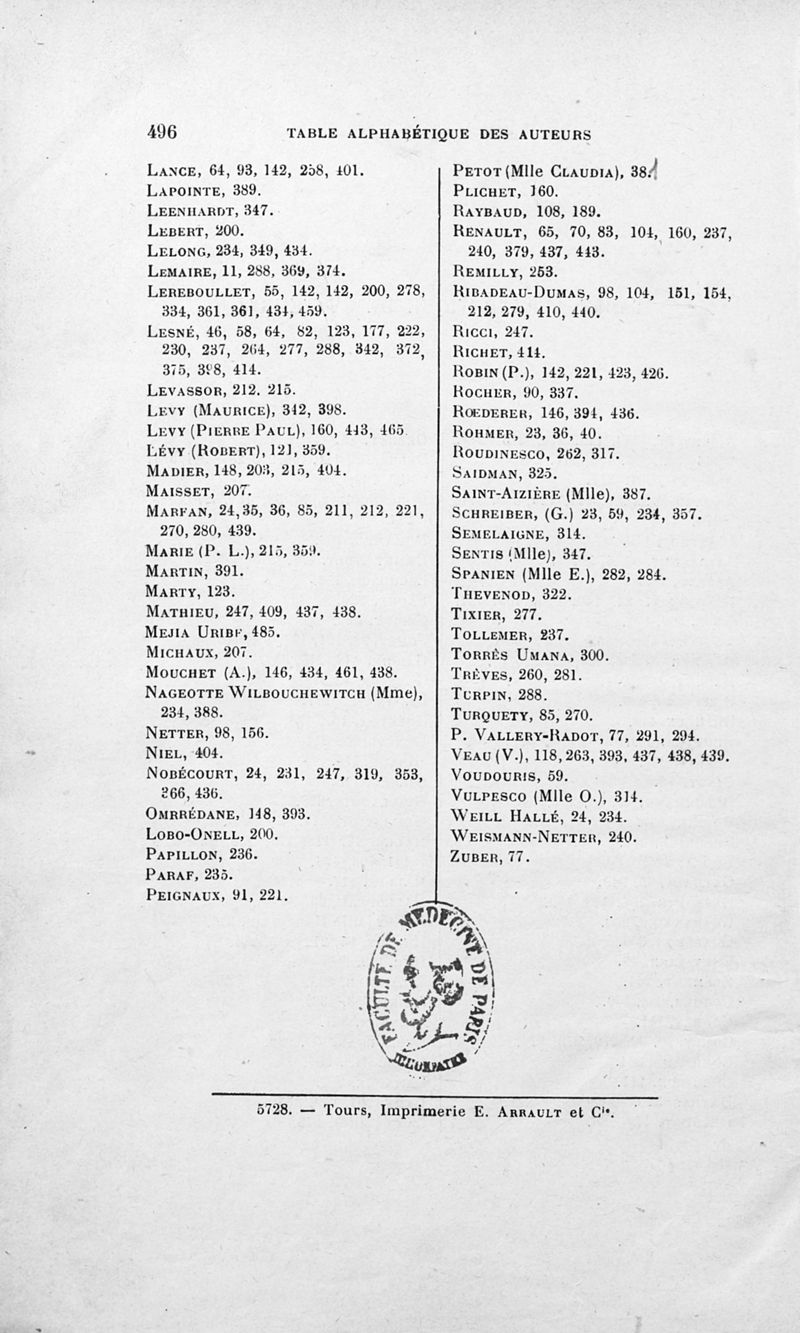 496 TABLE ALPHABÉTIQUE DES AUTEURS
LANCE, 64, 93, 142, 258, 401.
LAPOINTE, 389.
LEENHARDT, 347.
LEBERT, 200.
LELONG, 234, 349, 434.
LEMAIRE, 11, 288, 369, 374.
LEREBOULLET, 55, 142, 142, 200, 278,
334, 361, 361, 434, 459.
LESNÉ, 46, 58, 64, 82, 123, 177, 222,
230, 237, 264, 277, 288, 342, 372,
375, 398, 414.
LEVASSOR, 212. 215.
LEVY (MAURICE), 342, 398.
LEVY (PIERRE PAUL), 160, 443, 465
LÉVY (ROBERT), 121, 359.
MADIER, 148, 203, 215, 404.
MAISSET, 207.
MARFAN, 24, 35, 36, 85, 211, 212, 221,
270, 280, 439.
MARIE (P. L.), 215, 359.
MARTIN, 391.
MARTY, 123.
MATHIEU, 247, 409, 437, 438.
MEJIA URIBE, 485.
MICHAUX, 207.
MOUCHET (A.), 146, 434, 461, 438.
NAGEOTTE WILBOUCHEWITCH (Mme),
234, 388.
NETTER, 98, 156.
NIEL, 404.
NOBÉCOURT, 24, 231, 247, 319, 353,
366, 436.
OMRRÉDANE, 148, 393.
LOBO-ONELL, 200.
PAPILLON, 236.
PARAF, 235.
PEIGNAUX, 91, 221.
PETOT (Mlle CLAUDIA), 38
PLICHET, 160.
RAYBAUD, 108, 189.
RENAULT, 65, 70, 83, 104, 160, 237,
240, 379, 437, 443.
REMILLY, 253.
RIBADEAU-DUMAS, 98, 104, 151, 154,
212, 279, 410, 440.
RICCI, 247.
RICHET, 414.
ROBIN (P.), 142, 221, 423, 426.
ROCHER, 90, 337.
ROEDERER, 146, 394, 436.
ROHMER, 23, 36, 40.
ROUDINESCO, 262, 317.
SAIDMAN, 325.
SAINT-AIZIÈRE (Mlle), 387.
SCHREIBER, (G.) 23, 59, 234, 357.
SEMELAIGNE, 314.
SENTIS (Mlle), 347.
SPANIEN (Mlle E.), 282, 284.
THEVENOD, 322.
TIXIER, 277.
TOLLEMER, 237.
TORRÈS UMANA, 300.
TRÈVES, 260, 281.
TURPIN, 288.
TURQUETY, 85, 270.
P. VALLERY-RADOT, 77, 291, 294.
VEAU (V.), 118, 263, 393, 437, 438, 439.
VOUDOURIS, 59.
VULPESCO (Mlle O.), 314.
WEILL HALLÉ, 24, 234.
WEISMANN-NETTER, 240.
ZUBER, 77.
FACULTÉ DE MÉDECINE DE PARIS
5728. — Tours, Imprimerie E. ARRAULT et Cie.